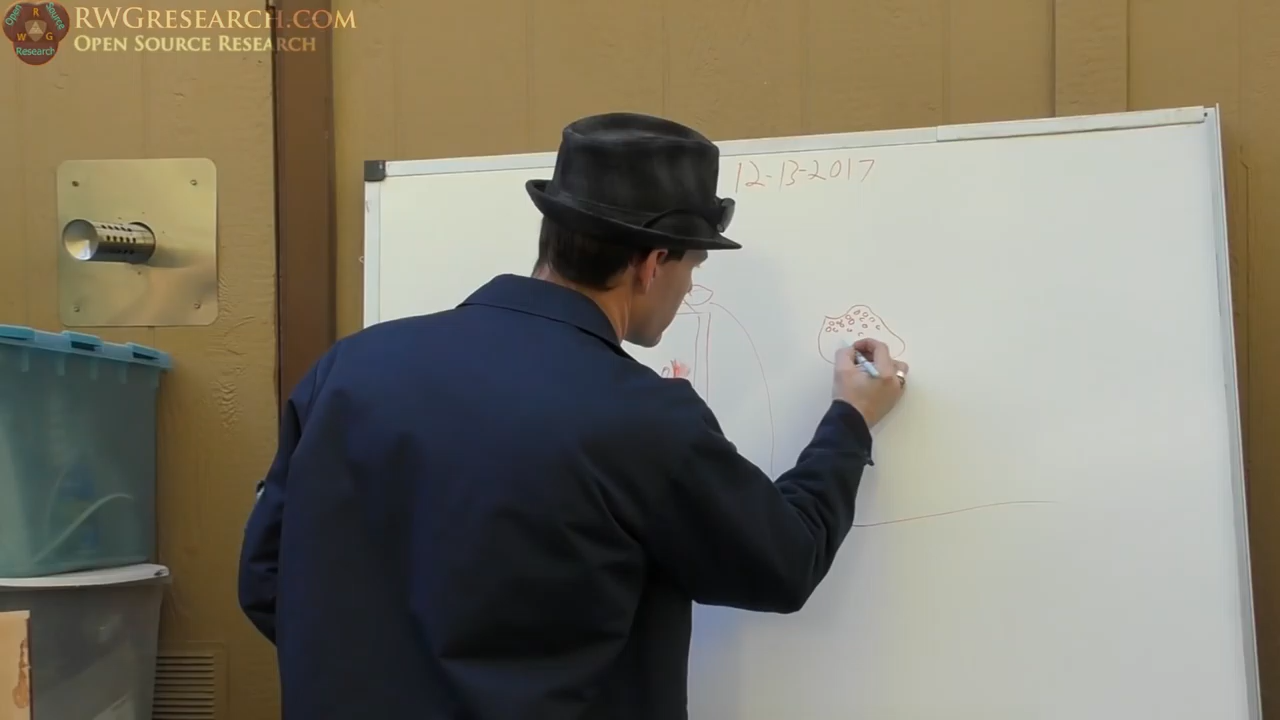 Open
Source
R
W
G
Research
RWGRESEARCH.COM
OPEN SOURCE RESEARCH
12-13-2017